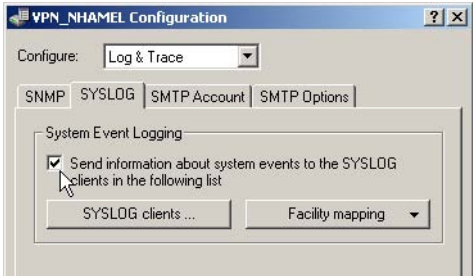 VPN_NHAMEL Configuration
Configure: Log & Trace
SNMP SYSLOG SMTP Account SMTP Options
System Event Logging
Send information about system events to the SYSLOG
clients in the following list
SYSLOG clients ... Facility mapping